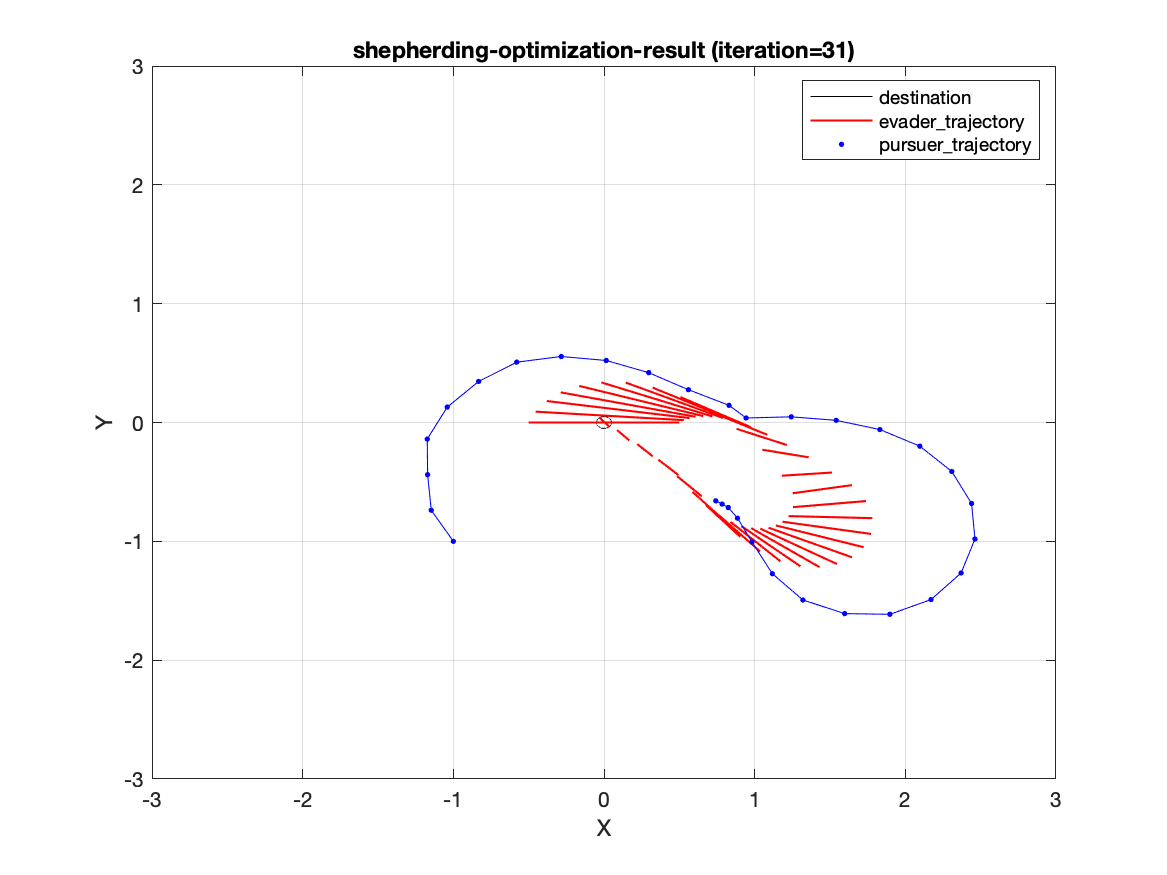 shepherding-optimization-result (iteration=31)
destination
evader_trajectory
pursuer_trajectory
3
2
1
0
-1
-2
-3
Y
-3
-2
-1
0
1
2
3
X